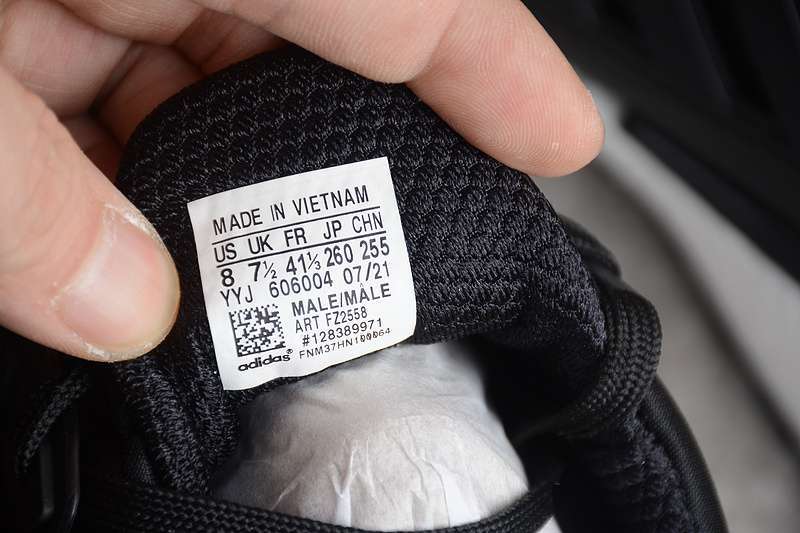 MADE IN VIETNAM
US UK FR JP CHN
8 7½ 41⅓ 260 255
YYJ 606004 07/21
MALE/MÂLE
ART FZ2558
#128389971
FNM37HN100064
adidas®